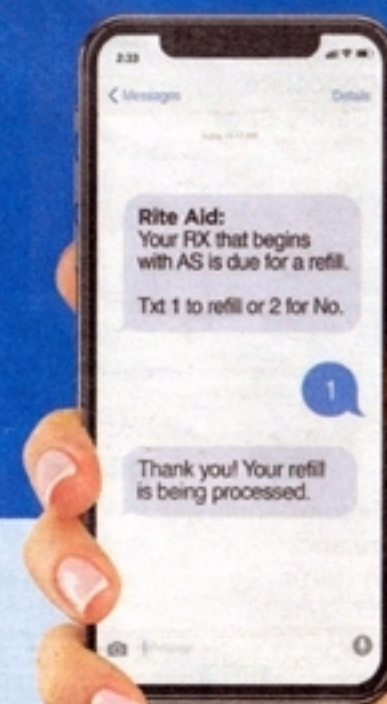 2:33
Messages
Details
Rite Aid:
Your RX that begins
with AS is due for a refill.
Txt 1 to refill or 2 for No.
1
Thank you! Your refill
is being processed.